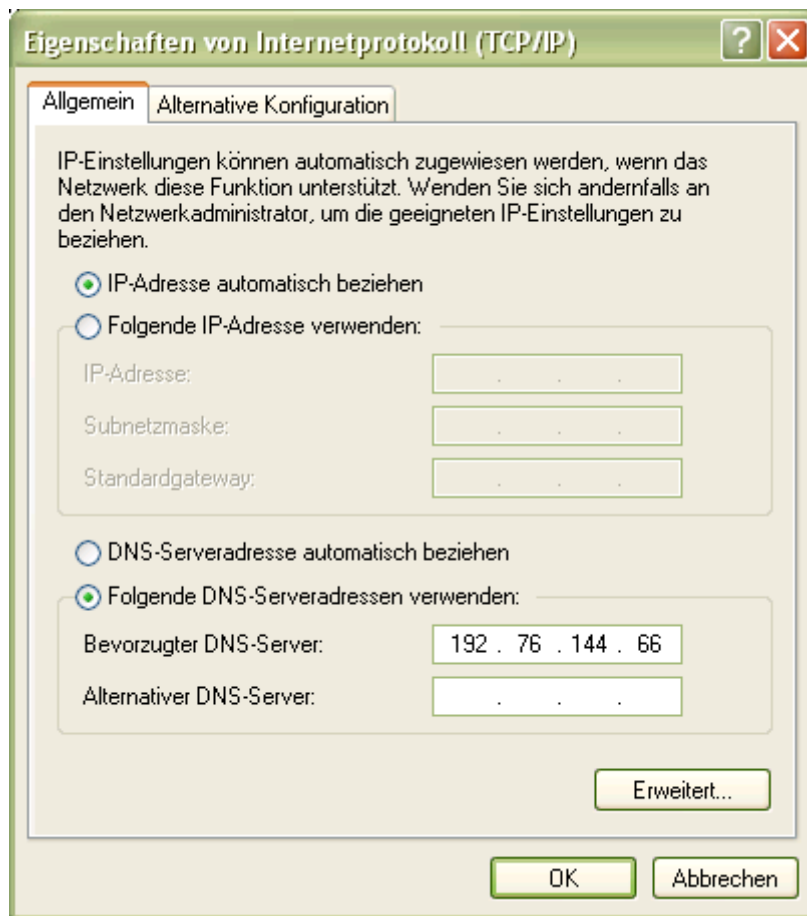 Eigenschaften von Internetprotokoll (TCP/IP)
Allgemein
Alternative Konfiguration
IP-Einstellungen können automatisch zugewiesen werden, wenn das
Netzwerk diese Funktion unterstützt. Wenden Sie sich andernfalls an
den Netzwerkadministrator, um die geeigneten IP-Einstellungen zu
beziehen.
IP-Adresse automatisch beziehen
Folgende IP-Adresse verwenden:
IP-Adresse:
Subnetzmaske:
Standardgateway:
DNS-Serveradresse automatisch beziehen
Folgende DNS-Serveradressen verwenden:
Bevorzugter DNS-Server: 192 . 76 . 144 . 66
Alternativer DNS-Server:
Erweitert...
OK Abbrechen